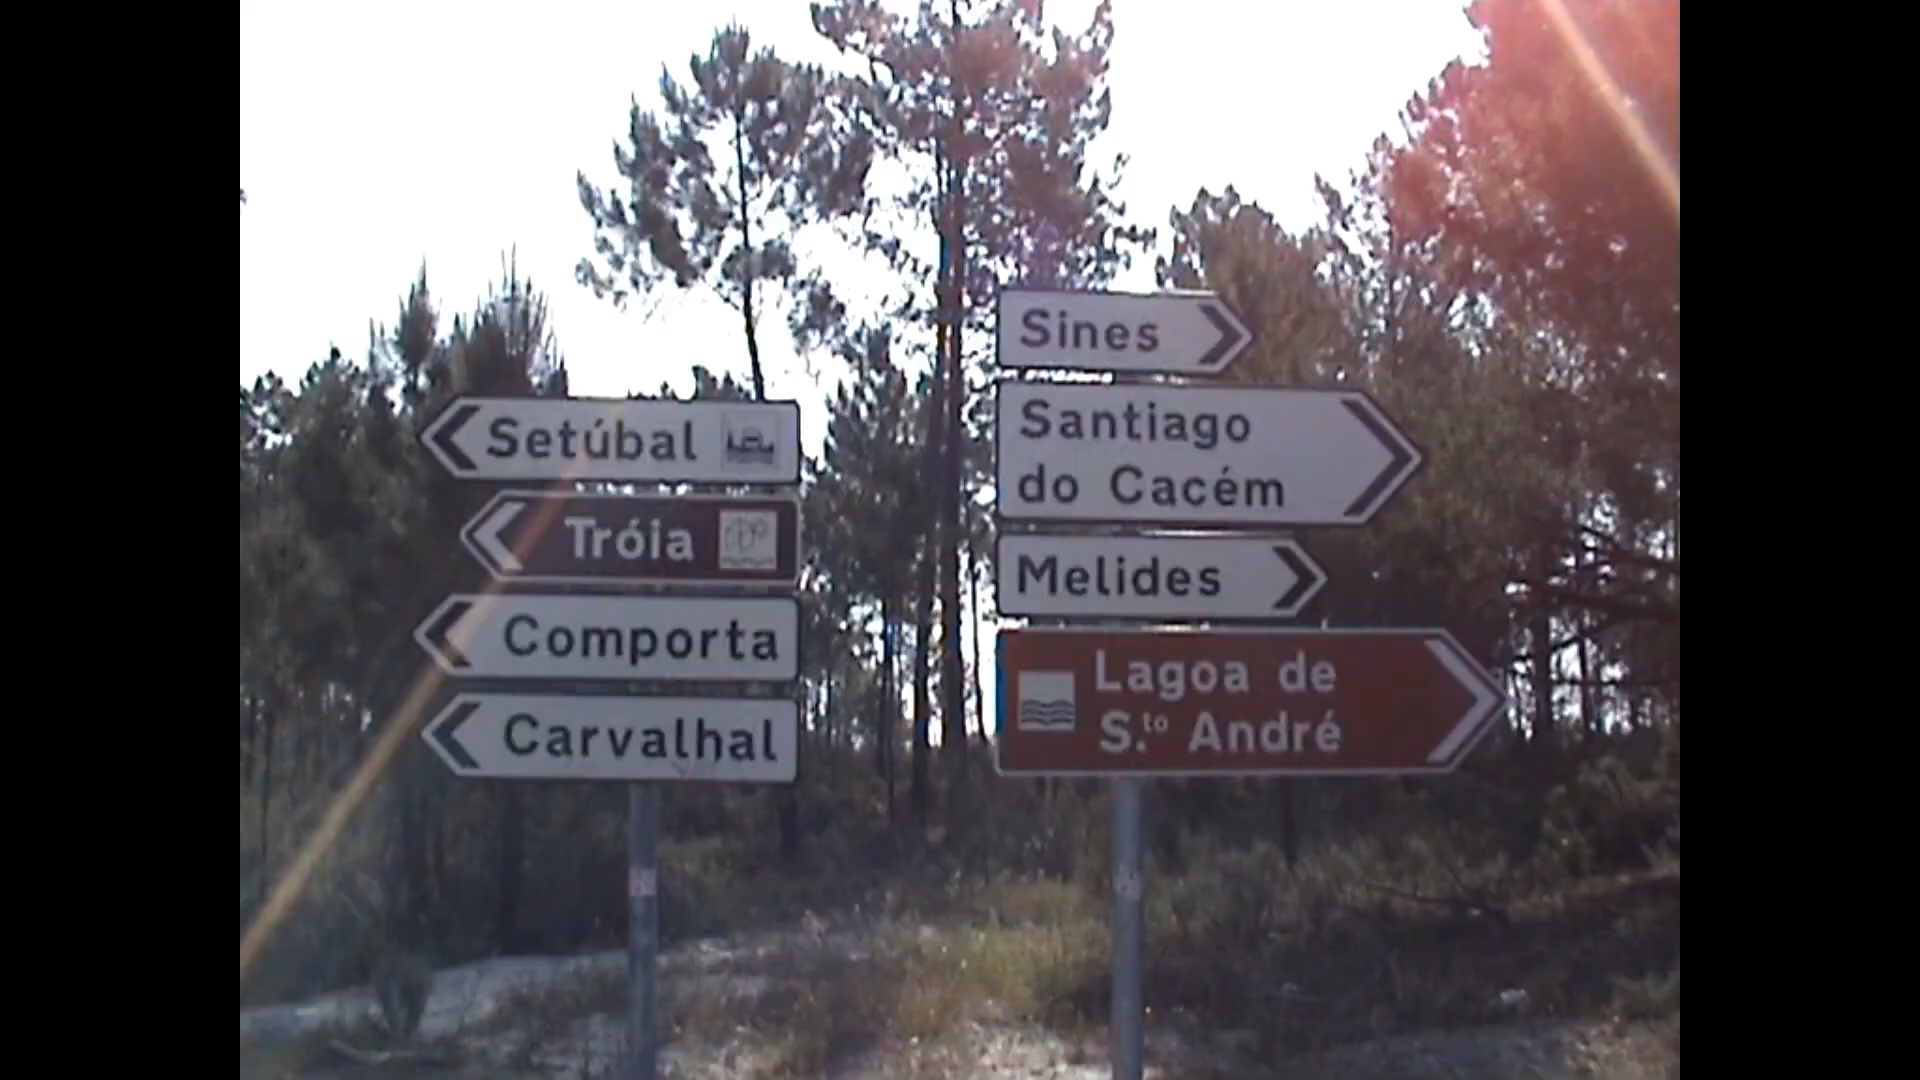 Setúbal
Tróia
Comporta
Carvalhal
Sines
Santiago
do Cacém
Melides
Lagoa de
S.to André